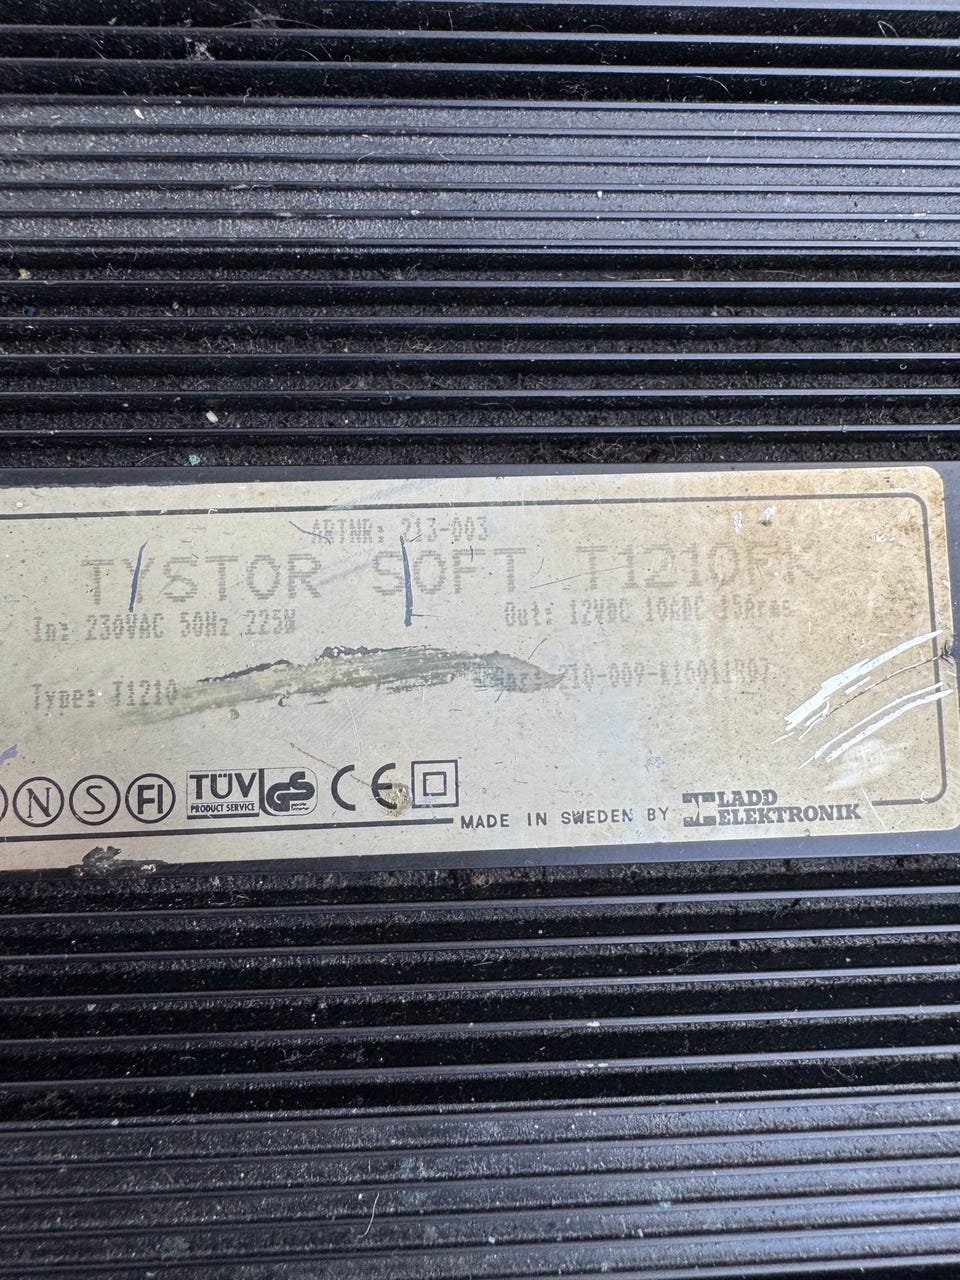 ARTNR: 213-003
TYSTOR SOFT T1210FK
In: 230VAC 50Hz 225W Out: 12VDC 10ADC 15Arms
Type: T1210
N S FI TÜV PRODUCT SERVICE GS CE
MADE IN SWEDEN BY LADD ELEKTRONIK